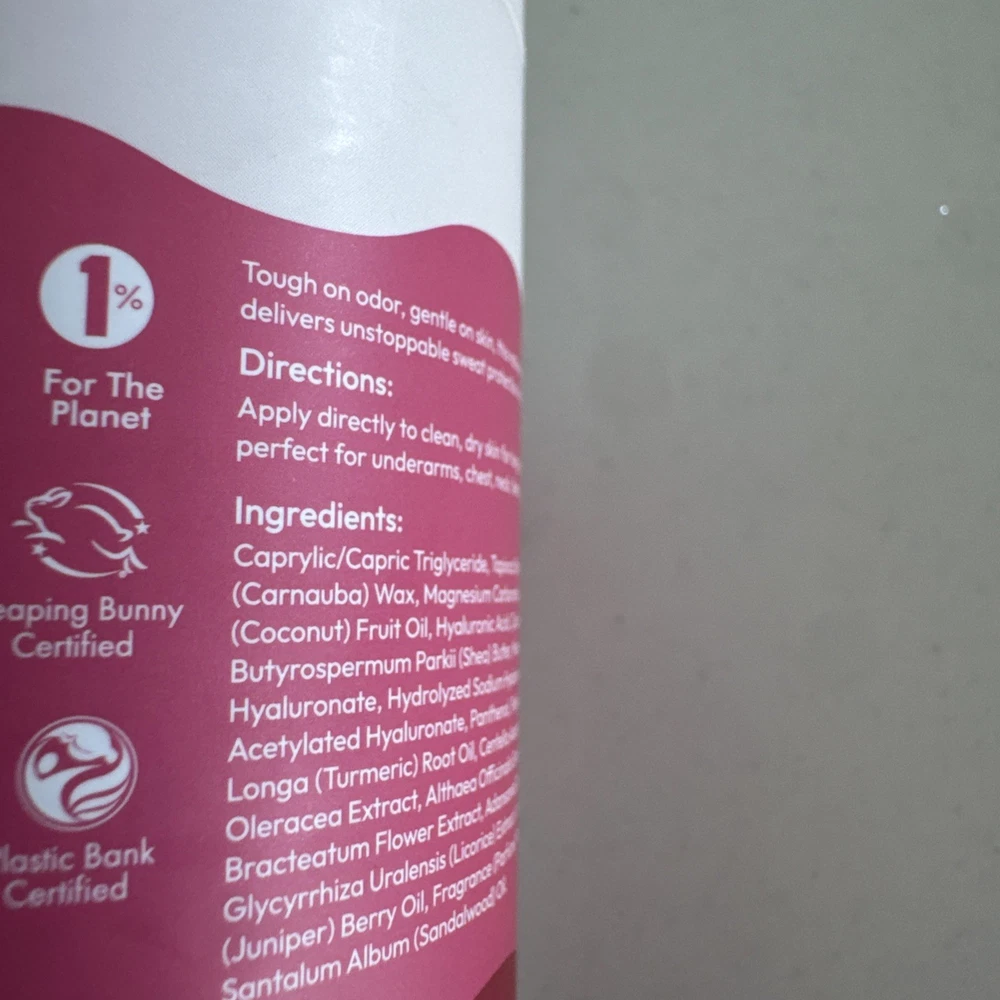 1%
For The
Planet
eaping Bunny
Certified
lastic Bank
Certified
Tough on odor, gentle on skin,
delivers unstoppable sweat
Directions:
Apply directly to clean, dry skin
perfect for underarms, chest,
Ingredients:
Caprylic/Capric Triglyceride,
(Carnauba) Wax, Magnesium
(Coconut) Fruit Oil, Hyaluronic Acid,
Butyrospermum Parkii (Shea) Butter,
Hyaluronate, Hydrolyzed Sodium
Acetylated Hyaluronate, Panthenol,
Longa (Turmeric) Root Oil,
Oleracea Extract, Althaea
Bracteatum Flower Extract,
Glycyrrhiza Uralensis (Licorice)
(Juniper) Berry Oil, Fragrance
Santalum Album (Sandalwood) Oil.